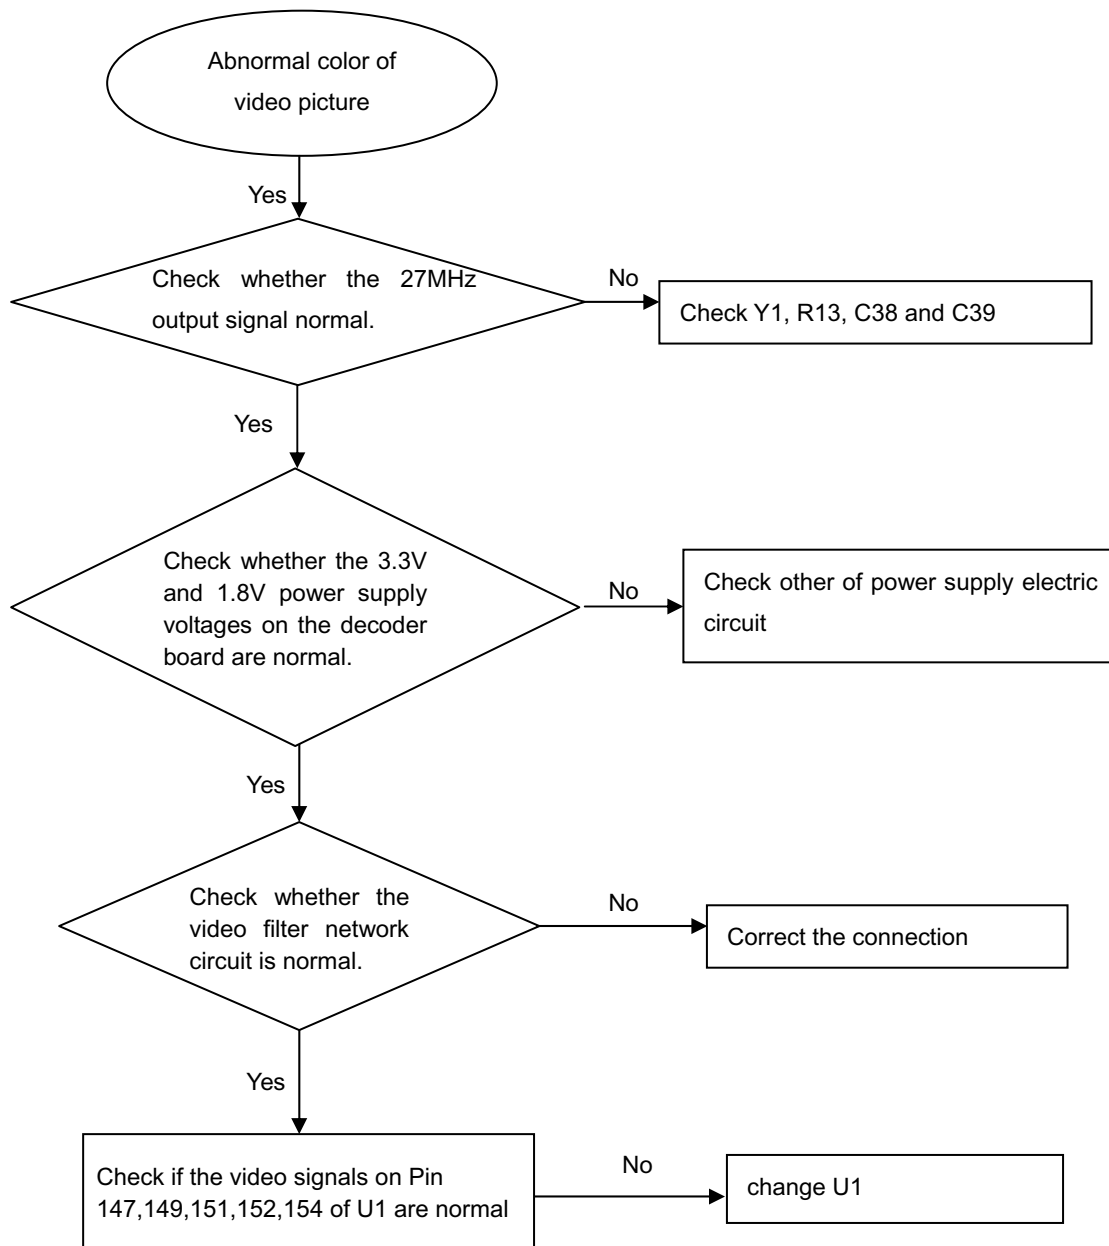 Abnormal color of
video picture
Yes
Check whether the 27MHz
output signal normal.
No
Check Y1, R13, C38 and C39
Yes
Check whether the 3.3V
and 1.8V power supply
voltages on the decoder
board are normal.
No
Check other of power supply electric
circuit
Yes
Check whether the
video filter network
circuit is normal.
No
Correct the connection
Yes
Check if the video signals on Pin
147,149,151,152,154 of U1 are normal
No
change U1